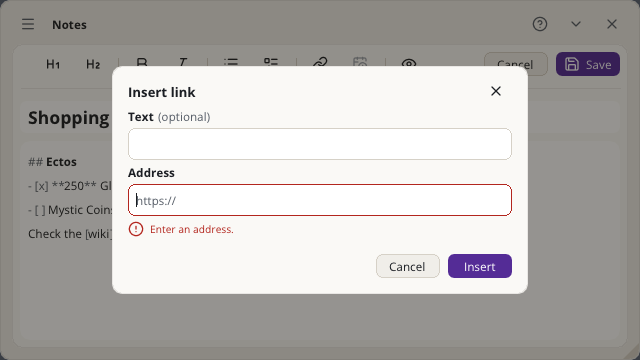 Notes
H1 H2 B I Cancel Save
Shopping
## Ectos
- [x] **250** Gl
- [ ] Mystic Coins
Check the [wiki]
Insert link
Text (optional)
Address
https://
Enter an address.
Cancel Insert